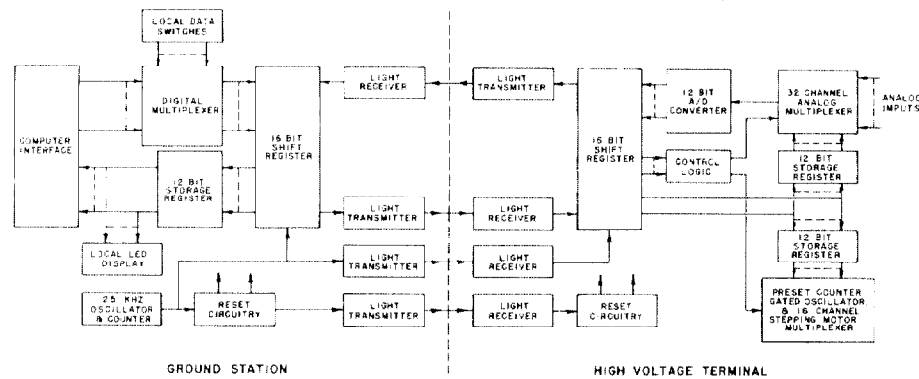 LOCAL DATA
SWITCHES
COMPUTER
INTERFACE
DIGITAL
MULTIPLEXER
16 BIT
SHIFT
REGISTER
12 BIT
STORAGE
REGISTER
LOCAL LED
DISPLAY
25 KHZ
OSCILLATOR
& COUNTER
RESET
CIRCUITRY
LIGHT
RECEIVER
LIGHT
TRANSMITTER
LIGHT
TRANSMITTER
LIGHT
TRANSMITTER
GROUND STATION
LIGHT
TRANSMITTER
LIGHT
RECEIVER
LIGHT
RECEIVER
LIGHT
RECEIVER
16 BIT
SHIFT
REGISTER
RESET
CIRCUITRY
12 BIT
A/D
CONVERTER
CONTROL
LOGIC
32 CHANNEL
ANALOG
MULTIPLEXER
ANALOG
INPUTS
12 BIT
STORAGE
REGISTER
12 BIT
STORAGE
REGISTER
PRESET COUNTER
GATED OSCILLATOR
& 16 CHANNEL
STEPPING MOTOR
MULTIPLEXER
HIGH VOLTAGE TERMINAL